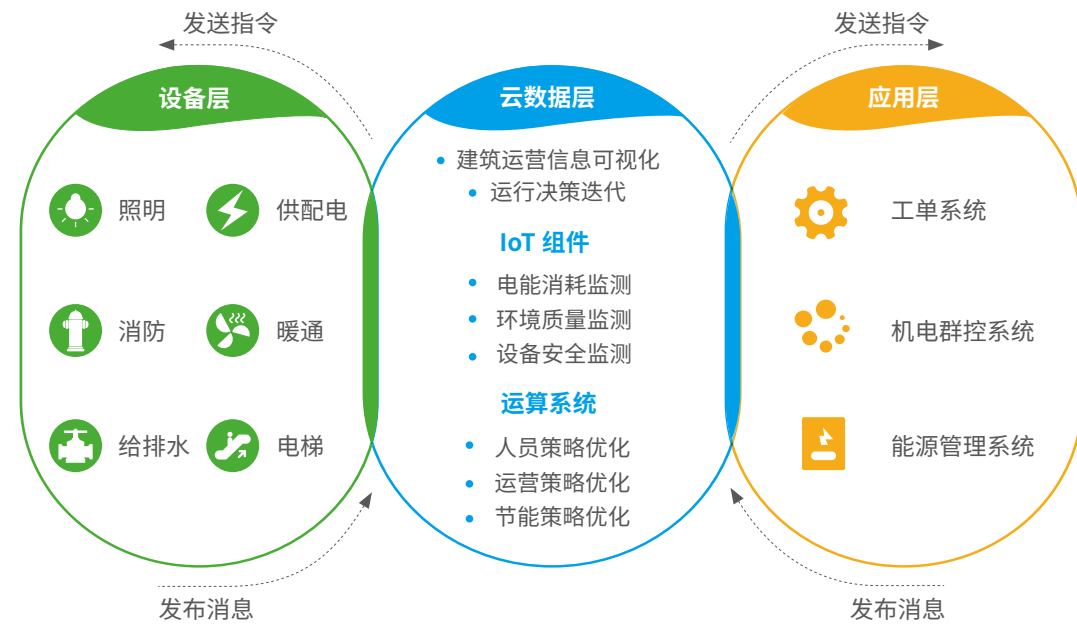 发送指令
发送指令
设备层
照明
供配电
消防
暖通
给排水
电梯
云数据层
建筑运营信息可视化
运行决策迭代
IoT 组件
电能消耗监测
环境质量监测
设备安全监测
运算系统
人员策略优化
运营策略优化
节能策略优化
应用层
工单系统
机电群控系统
能源管理系统
发布消息
发布消息